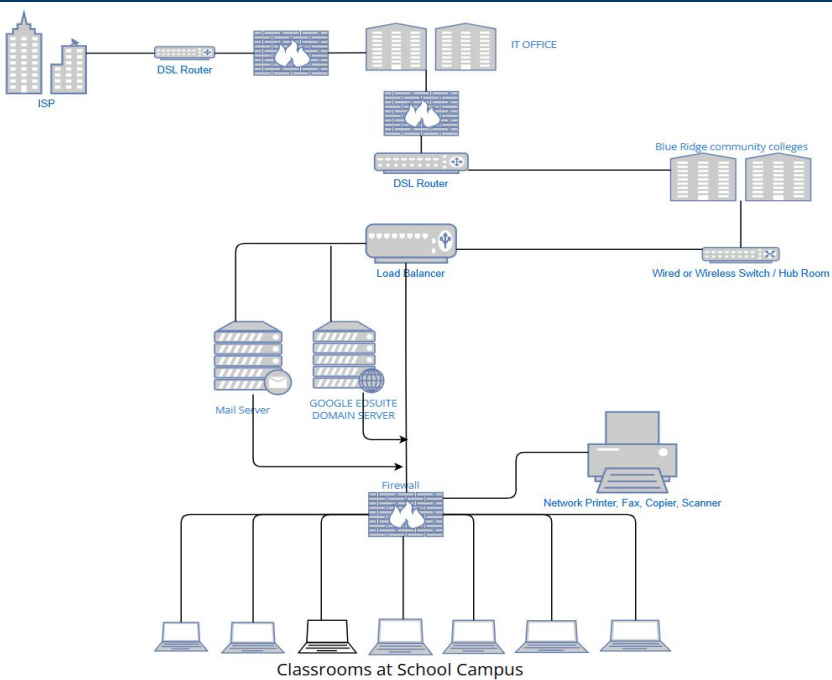 IT OFFICE
DSL Router
ISP
Blue Ridge community colleges
DSL Router
Load Balancer
Wired or Wireless Switch / Hub Room
Mail Server
GOOGLE EDSUITE
DOMAIN SERVER
Firewall
Network Printer, Fax, Copier, Scanner
Classrooms at School Campus